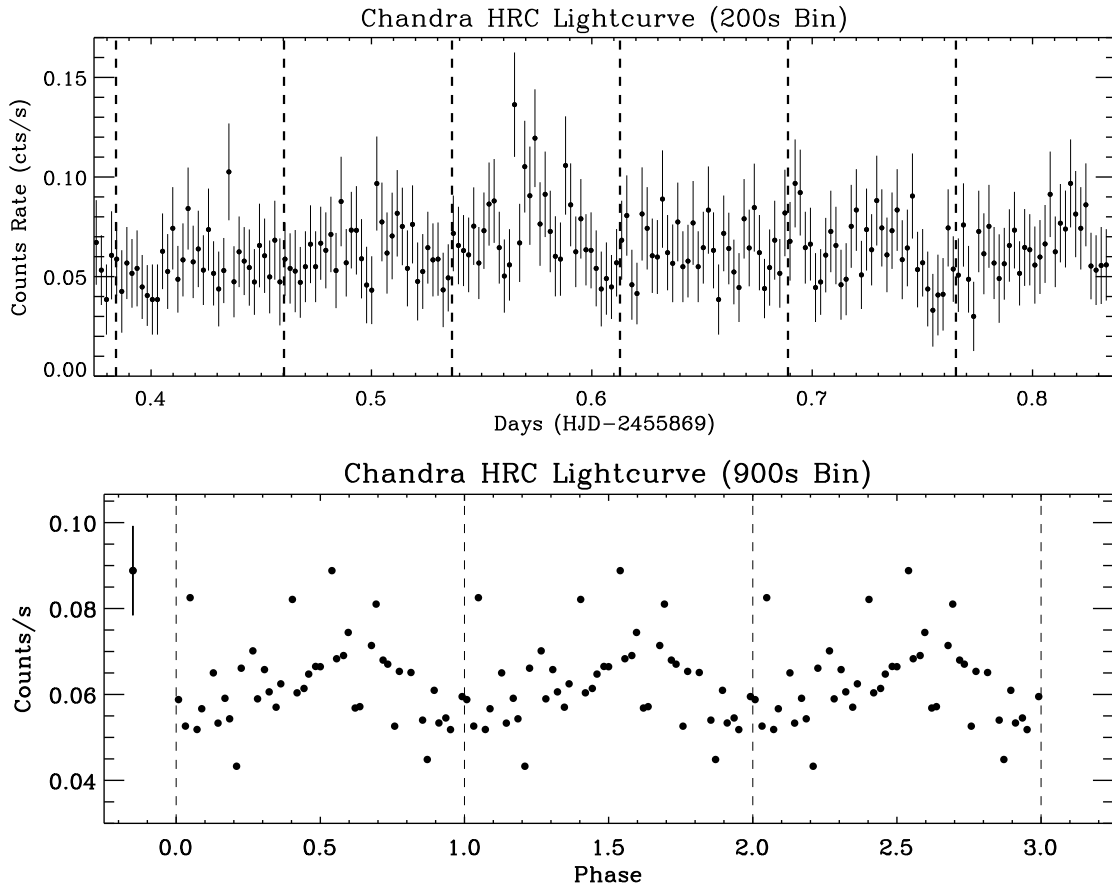 Chandra HRC Lightcurve (200s Bin)
Counts Rate (cts/s)
0.15
0.10
0.05
0.00
0.4 0.5 0.6 0.7 0.8
Days (HJD-2455869)
Chandra HRC Lightcurve (900s Bin)
Counts/s
0.10
0.08
0.06
0.04
0.0 0.5 1.0 1.5 2.0 2.5 3.0
Phase